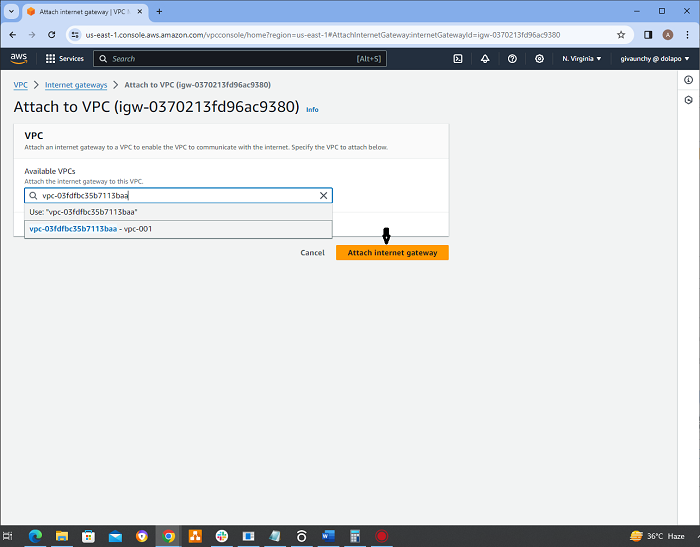 Attach internet gateway | VPC M
us-east-1.console.aws.amazon.com/vpcconsole/home?region=us-east-1#AttachInternetGateway:internetGatewayId=igw-0370213fd96ac9380
A
aws Services Search [Alt+S] N. Virginia givaunchy @ dolapo
VPC Internet gateways Attach to VPC (igw-0370213fd96ac9380)
Attach to VPC (igw-0370213fd96ac9380) Info
VPC
Attach an internet gateway to a VPC to enable the VPC to communicate with the internet. Specify the VPC to attach below.
Available VPCs
Attach the internet gateway to this VPC.
vpc-03fdfbc35b7113baa
Use: "vpc-03fdfbc35b7113baa"
vpc-03fdfbc35b7113baa - vpc-001
Cancel Attach internet gateway
36°C Haze